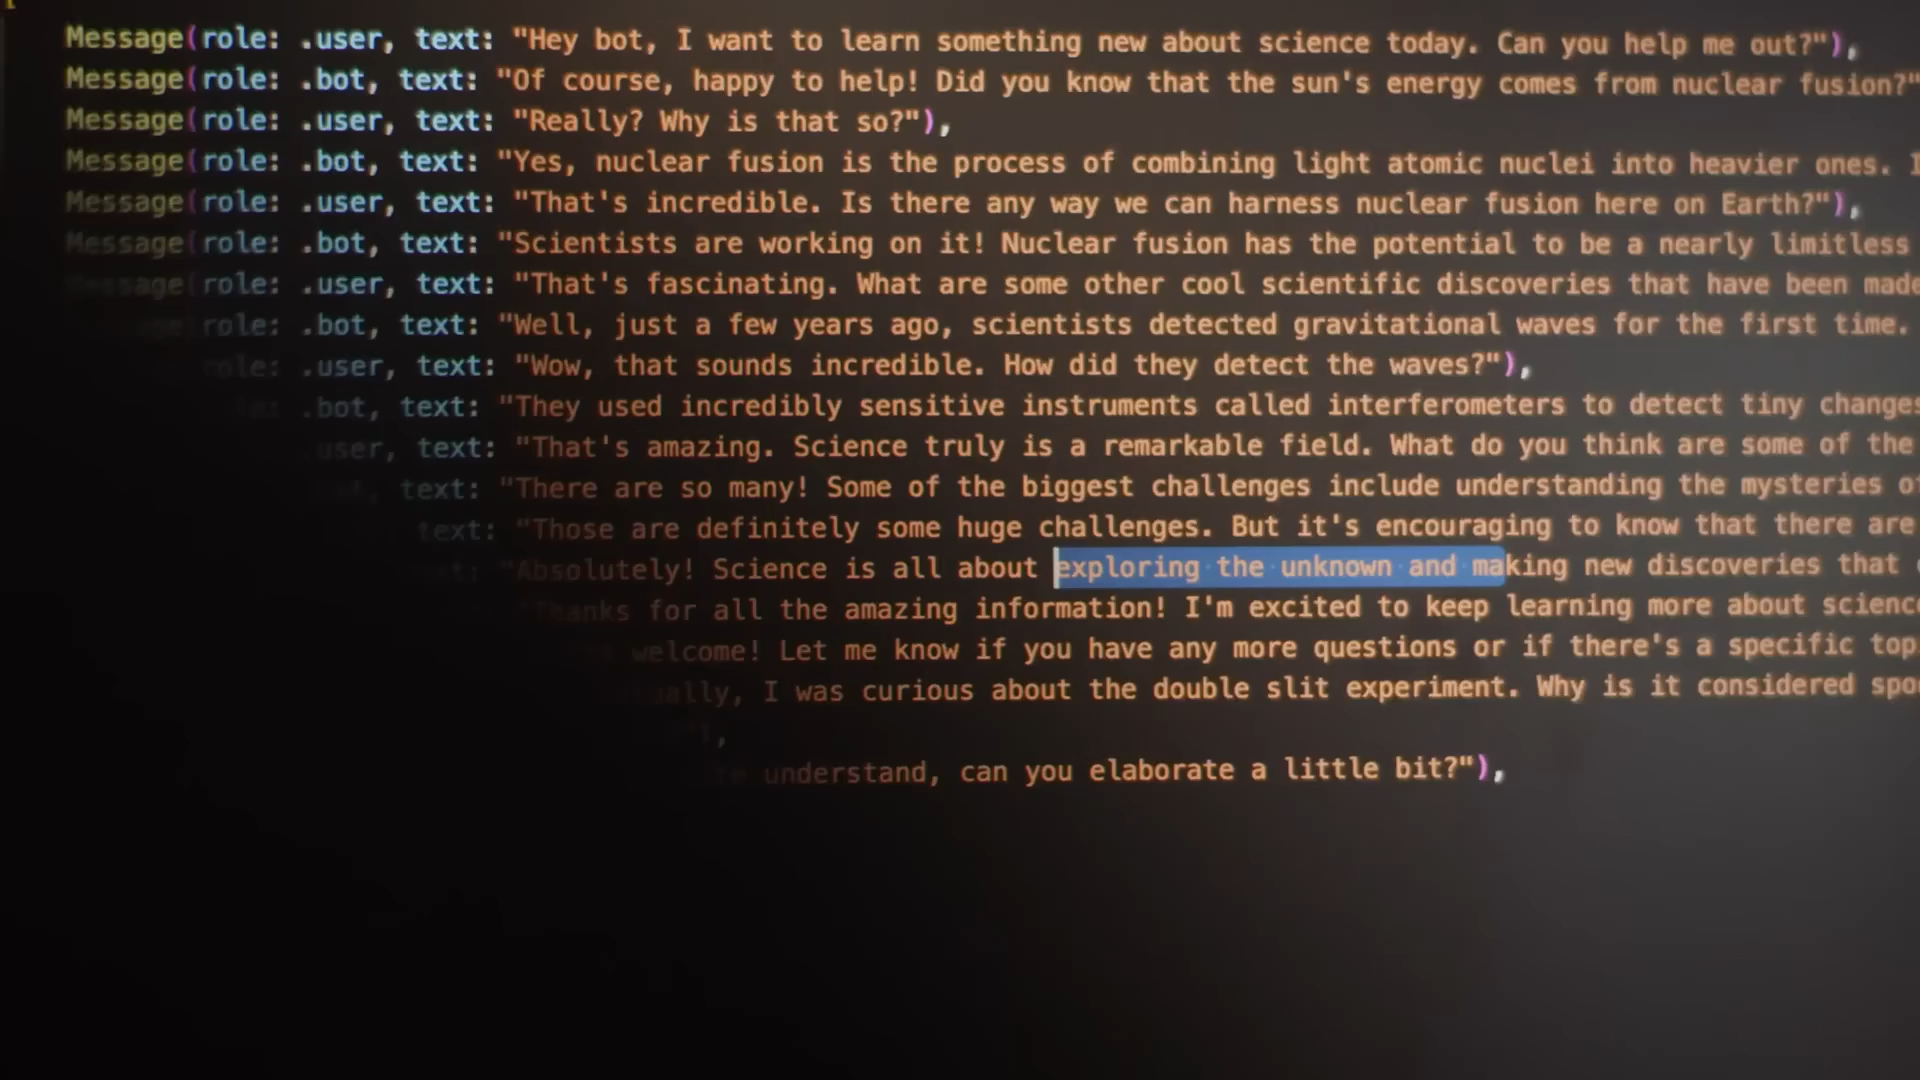 Message(role: .user, text: "Hey bot, I want to learn something new about science today. Can you help me out?"),
Message(role: .bot, text: "Of course, happy to help! Did you know that the sun's energy comes from nuclear fusion?"
Message(role: .user, text: "Really? Why is that so?"),
Message(role: .bot, text: "Yes, nuclear fusion is the process of combining light atomic nuclei into heavier ones.
Message(role: .user, text: "That's incredible. Is there any way we can harness nuclear fusion here on Earth?"),
Message(role: .bot, text: "Scientists are working on it! Nuclear fusion has the potential to be a nearly limitless
Message(role: .user, text: "That's fascinating. What are some other cool scientific discoveries that have been made
role: .bot, text: "Well, just a few years ago, scientists detected gravitational waves for the first time.
role: .user, text: "Wow, that sounds incredible. How did they detect the waves?"),
.bot, text: "They used incredibly sensitive instruments called interferometers to detect tiny changes
user, text: "That's amazing. Science truly is a remarkable field. What do you think are some of the
text: "There are so many! Some of the biggest challenges include understanding the mysteries of
text: "Those are definitely some huge challenges. But it's encouraging to know that there are
"Absolutely! Science is all about exploring the unknown and making new discoveries that
"Thanks for all the amazing information! I'm excited to keep learning more about science
welcome! Let me know if you have any more questions or if there's a specific top
ally, I was curious about the double slit experiment. Why is it considered spo
"),
understand, can you elaborate a little bit?"),